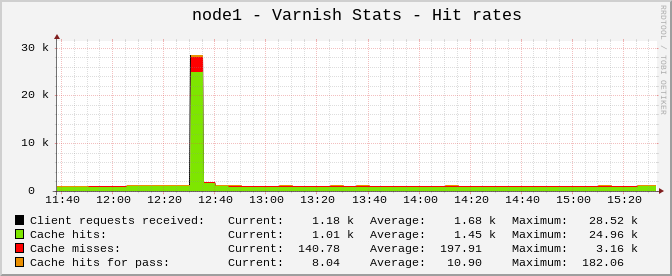 node1 - Varnish Stats - Hit rates
RRDTOOL / TOBI OETIKER
30 k
20 k
10 k
0
11:40 12:00 12:20 12:40 13:00 13:20 13:40 14:00 14:20 14:40 15:00 15:20
Client requests received: Current: 1.18 k Average: 1.68 k Maximum: 28.52 k
Cache hits: Current: 1.01 k Average: 1.45 k Maximum: 24.96 k
Cache misses: Current: 140.78 Average: 197.91 Maximum: 3.16 k
Cache hits for pass: Current: 8.04 Average: 10.90 Maximum: 182.06